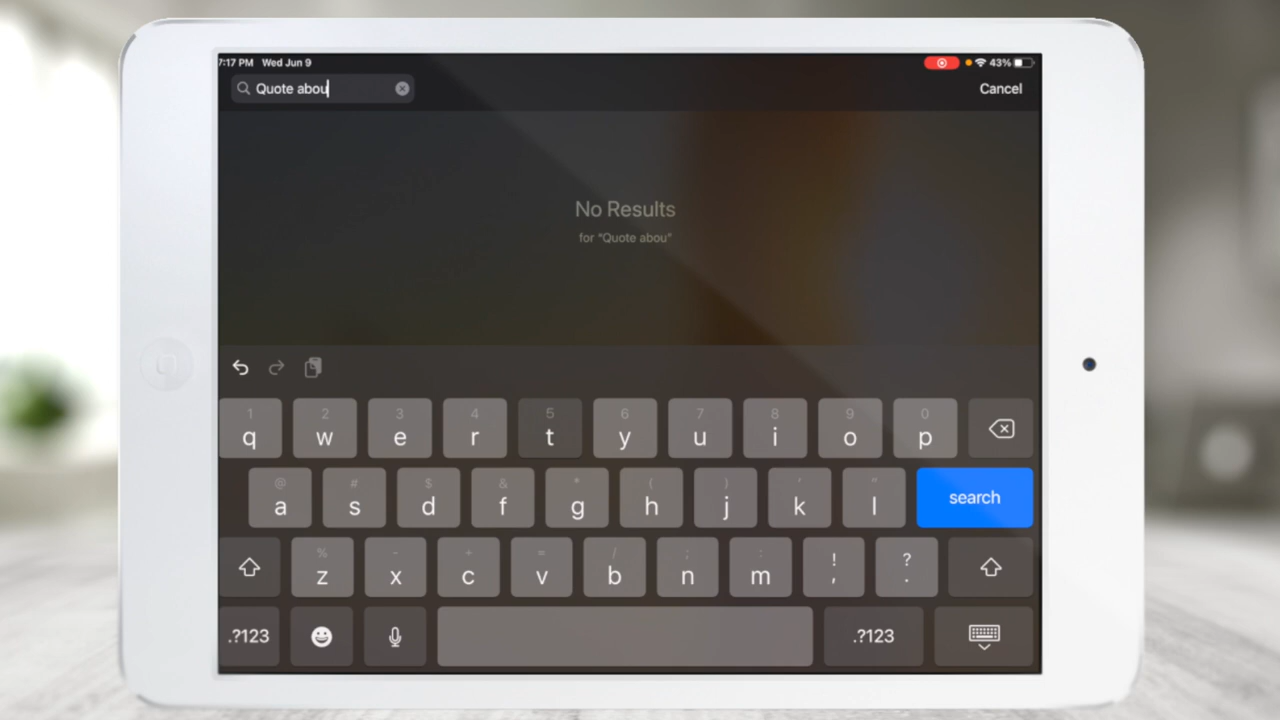 7:17 PM Wed Jun 9
43%
Quote abou
Cancel
No Results
for "Quote abou"
1 2 3 4 5 6 7 8 9 0
q w e r t y u i o p
@ # $ & * ( ) ' "
a s d f g h j k l search
% - + = / ; : ! ?
z x c v b n m , .
.?123 .?123